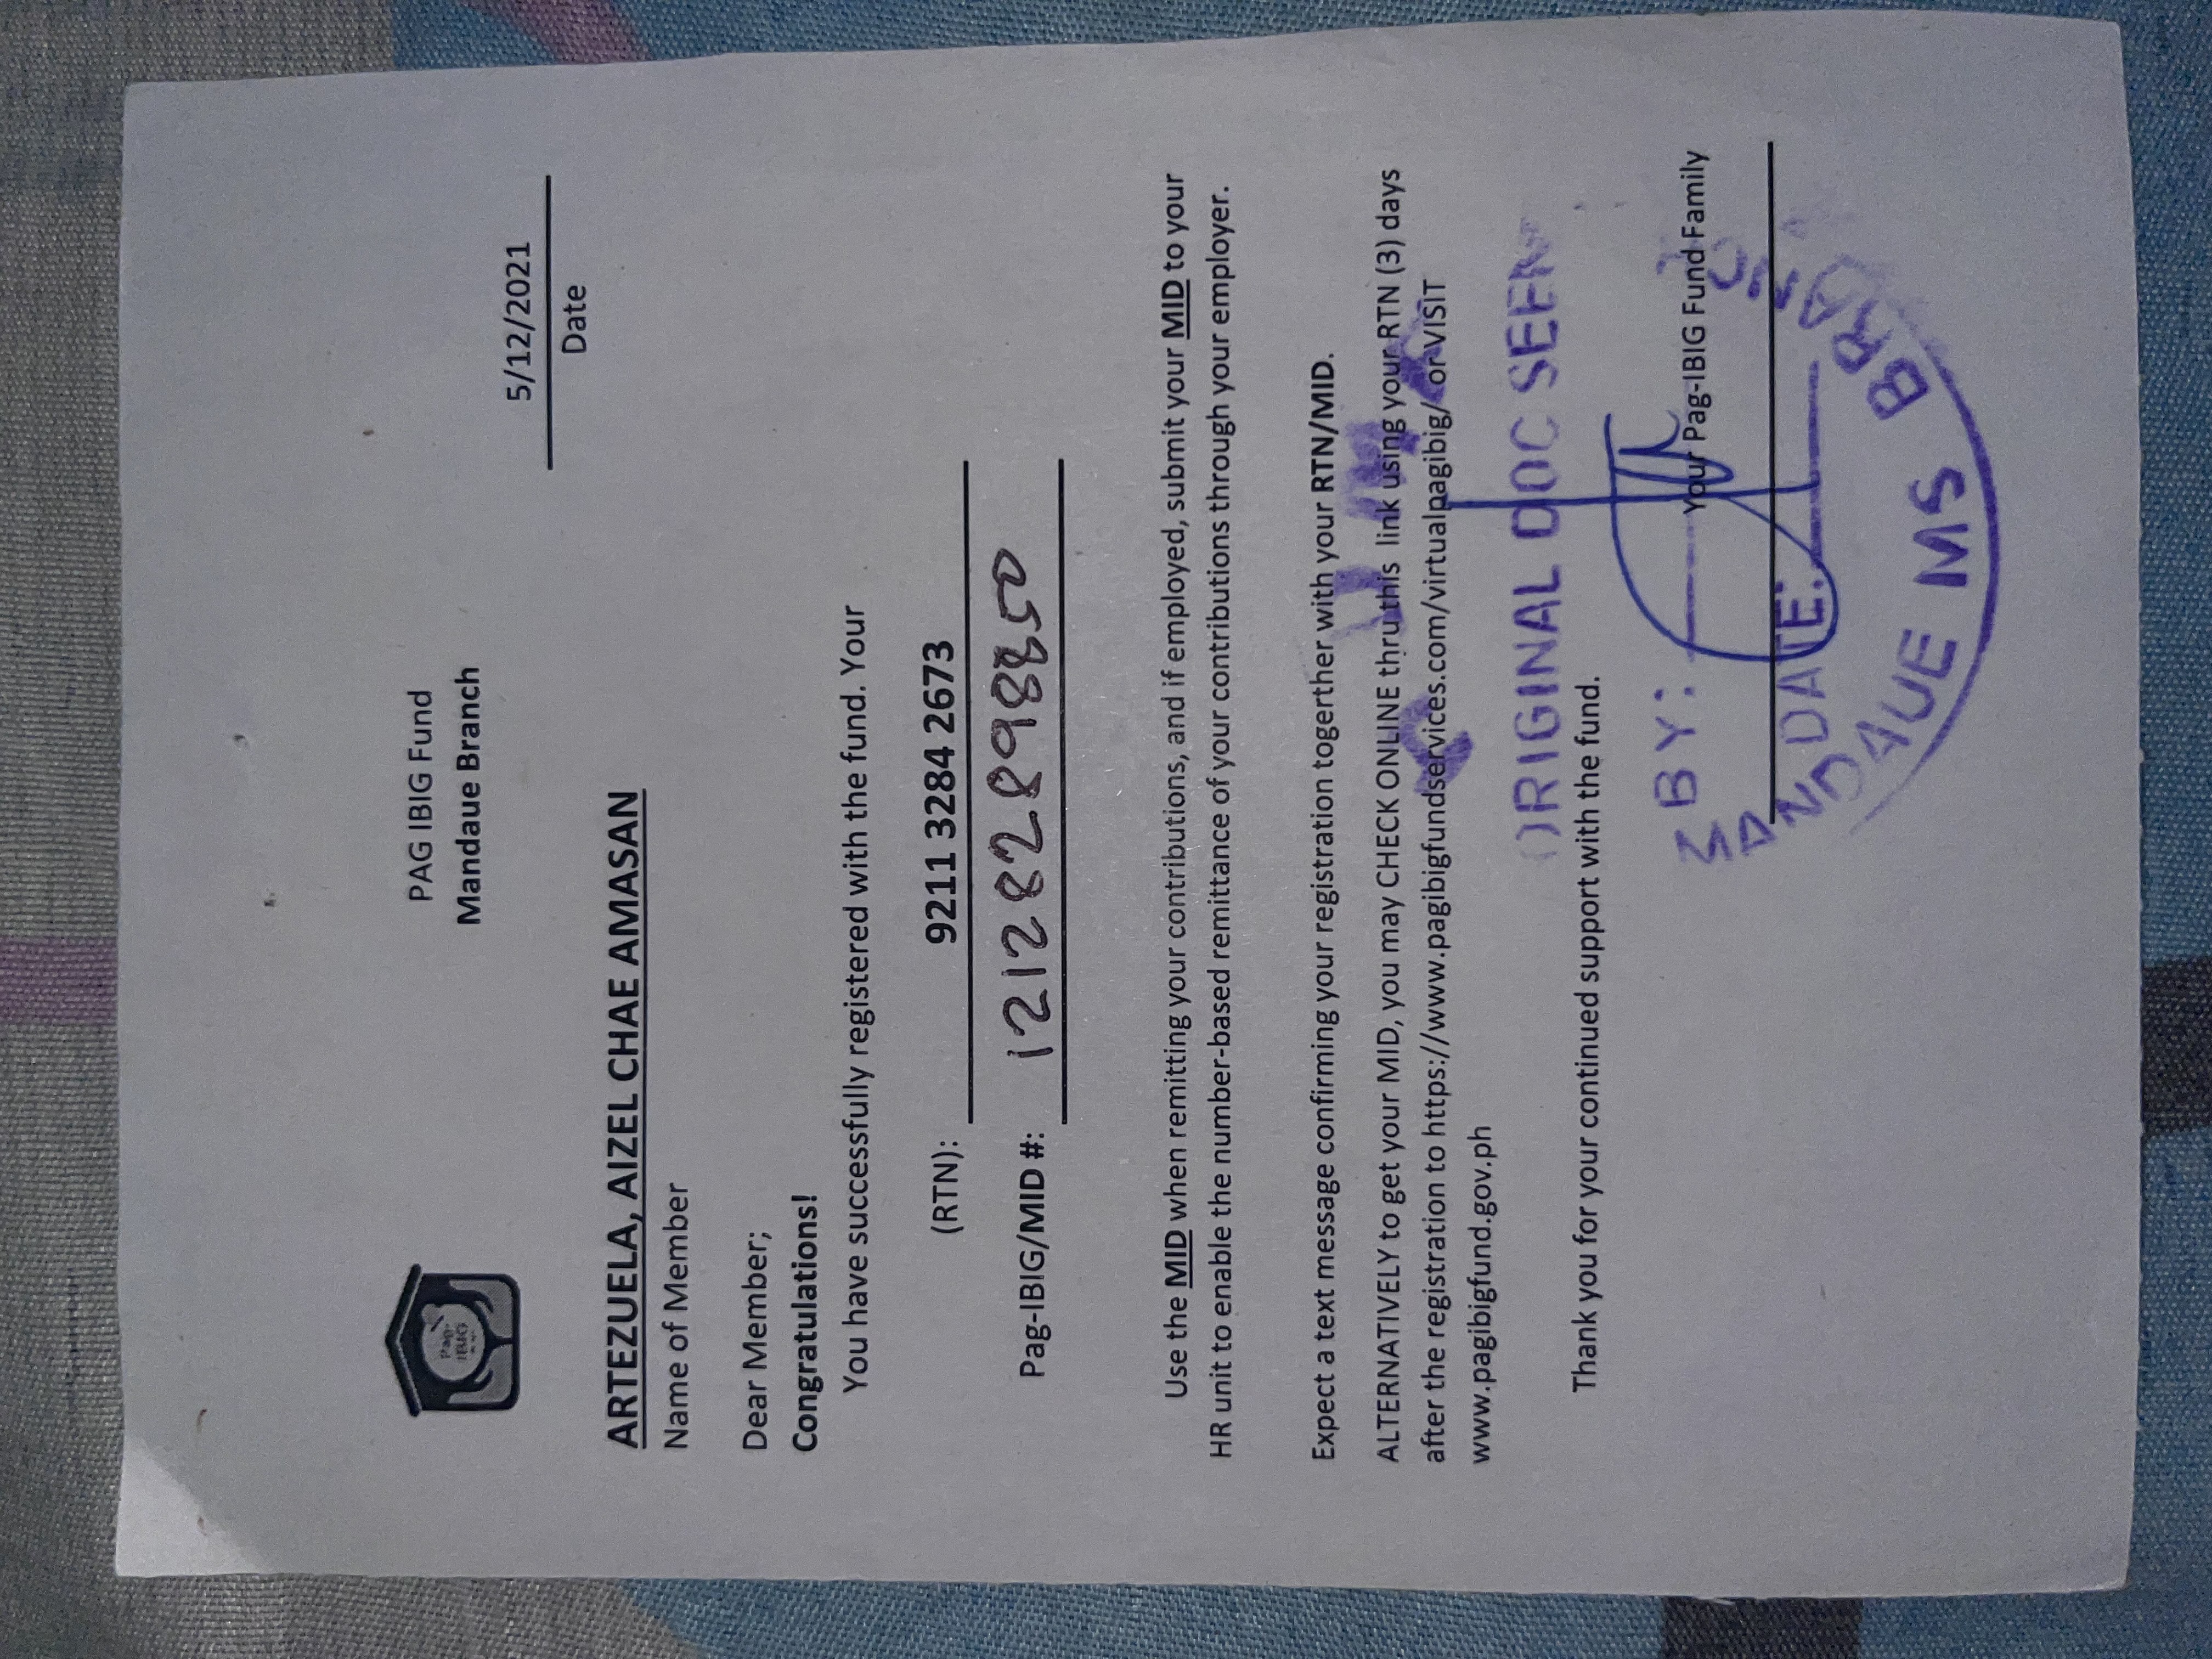 PAG IBIG Fund
Mandaue Branch
Pag-IBIG
5/12/2021
Date
ARTEZUELA, AIZEL CHAE AMASAN
Name of Member
Dear Member;
Congratulations!
You have successfully registered with the fund. Your
(RTN): 9211 3284 2673
Pag-IBIG/MID #: 121282898850
Use the MID when remitting your contributions, and if employed, submit your MID to your
HR unit to enable the number-based remittance of your contributions through your employer.
Expect a text message confirming your registration togerther with your RTN/MID.
ALTERNATIVELY to get your MID, you may CHECK ONLINE thru this link using your RTN (3) days
after the registration to https://www.pagibigfundservices.com/virtualpagibig/ or VISIT
www.pagibigfund.gov.ph
ORIGINAL DOC SEEN
Thank you for your continued support with the fund.
BY:
Your Pag-IBIG Fund Family
DATE:
MANDAUE MS BRANC